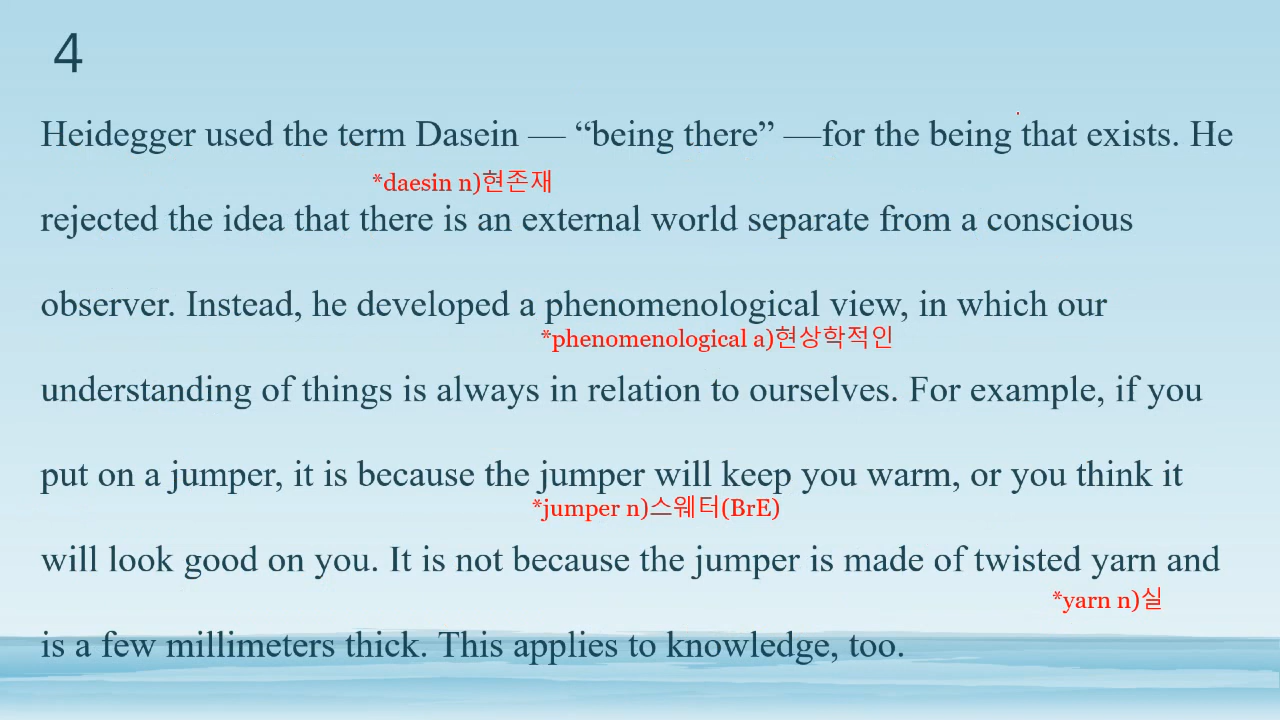 4
Heidegger used the term Dasein — “being there” —for the being that exists. He
*daesin n)현존재
rejected the idea that there is an external world separate from a conscious
observer. Instead, he developed a phenomenological view, in which our
*phenomenological a)현상학적인
understanding of things is always in relation to ourselves. For example, if you
put on a jumper, it is because the jumper will keep you warm, or you think it
*jumper n)스웨터(BrE)
will look good on you. It is not because the jumper is made of twisted yarn and
*yarn n)실
is a few millimeters thick. This applies to knowledge, too.